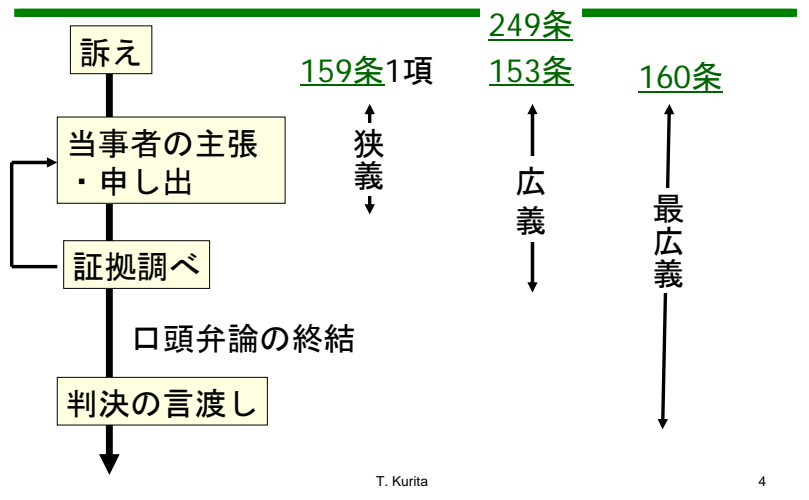 訴え
当事者の主張
・申し出
証拠調べ
口頭弁論の終結
判決の言渡し
159条1項
狭義
249条
153条
広義
160条
最広義
T. Kurita
4